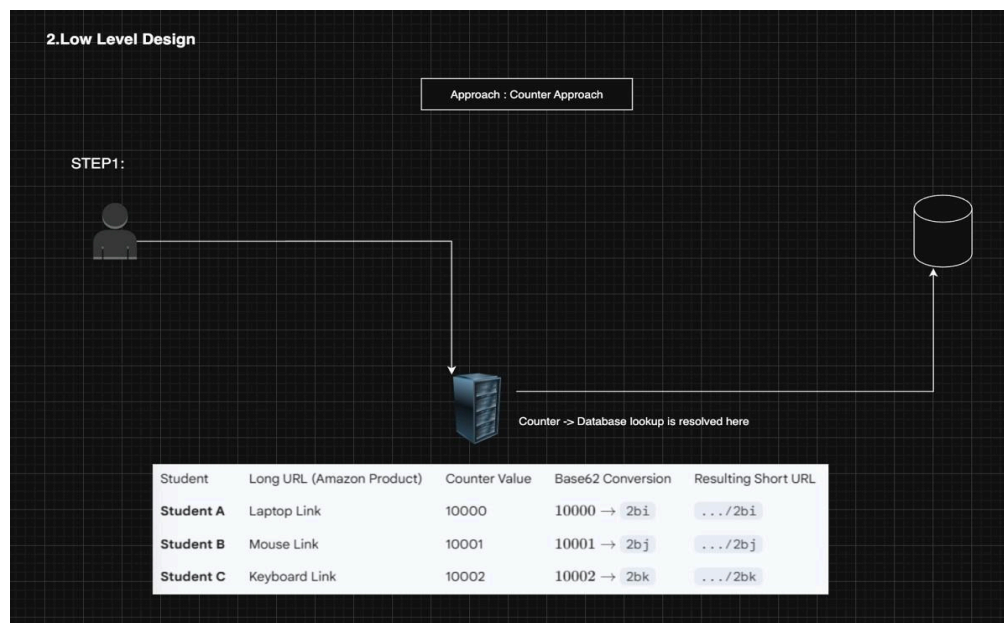 2.Low Level Design
Approach : Counter Approach
STEP1:
Counter -> Database lookup is resolved here
Student Long URL (Amazon Product) Counter Value Base62 Conversion Resulting Short URL
Student A Laptop Link 10000 10000 → 2bi .../2bi
Student B Mouse Link 10001 10001 → 2bj .../2bj
Student C Keyboard Link 10002 10002 → 2bk .../2bk